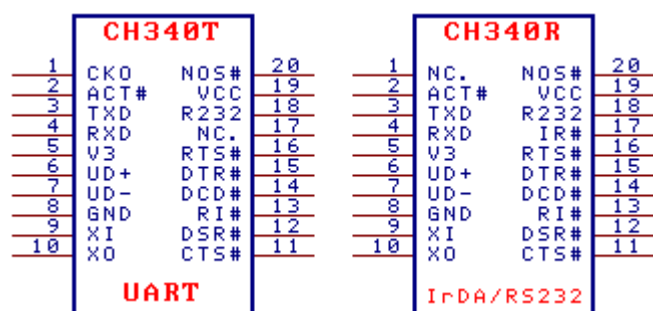 CH340T
1 CKO NOS# 20
2 ACT# VCC 19
3 TXD R232 18
4 RXD NC. 17
5 V3 RTS# 16
6 UD+ DTR# 15
7 UD- DCD# 14
8 GND RI# 13
9 XI DSR# 12
10 XO CTS# 11
UART
CH340R
1 NC. NOS# 20
2 ACT# VCC 19
3 TXD R232 18
4 RXD IR# 17
5 V3 RTS# 16
6 UD+ DTR# 15
7 UD- DCD# 14
8 GND RI# 13
9 XI DSR# 12
10 XO CTS# 11
IrDA/RS232